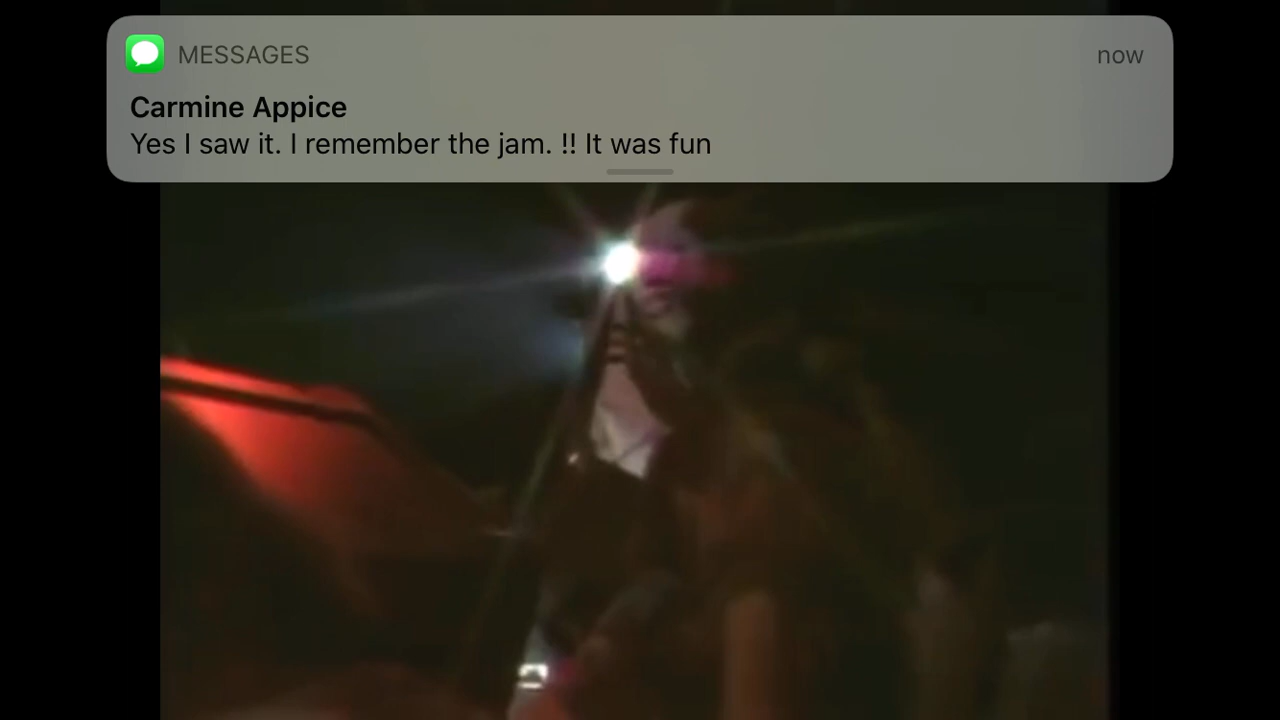 MESSAGES now
Carmine Appice
Yes I saw it. I remember the jam. !! It was fun